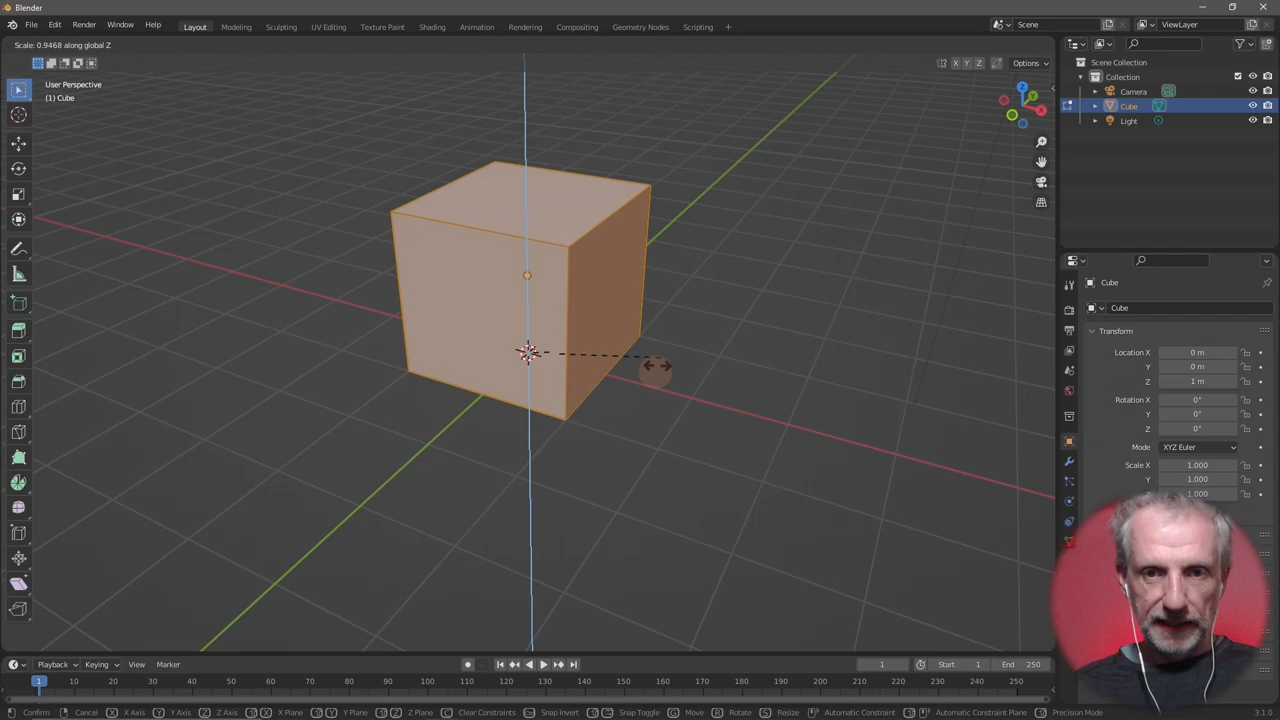 Blender
File Edit Render Window Help
Layout Modeling Sculpting UV Editing Texture Paint Shading Animation Rendering Compositing Geometry Nodes Scripting +
Scene
ViewLayer
Scale: 0.9468 along global Z
X Y Z
Options
User Perspective
(1) Cube
Z
Y
X
Scene Collection
Collection
Camera
Cube
Light
Cube
Cube
Transform
Location X 0 m
Y 0 m
Z 1 m
Rotation X 0°
Y 0°
Z 0°
Mode XYZ Euler
Scale X 1.000
Y 1.000
1.000
Playback Keying View Marker
1 Start 1 End 250
1 10 20 30 40 50 60 70 80 90 100 110 120 130 140 150 160 170 180 190 200 210 220 230 240 250
Confirm Cancel X X Axis Y Y Axis Z Z Axis X X Plane Y Y Plane Z Z Plane C Clear Constraints Snap Invert Snap Toggle G Move R Rotate S Resize Automatic Constraint Automatic Constraint Plane Precision Mode 3.1.0